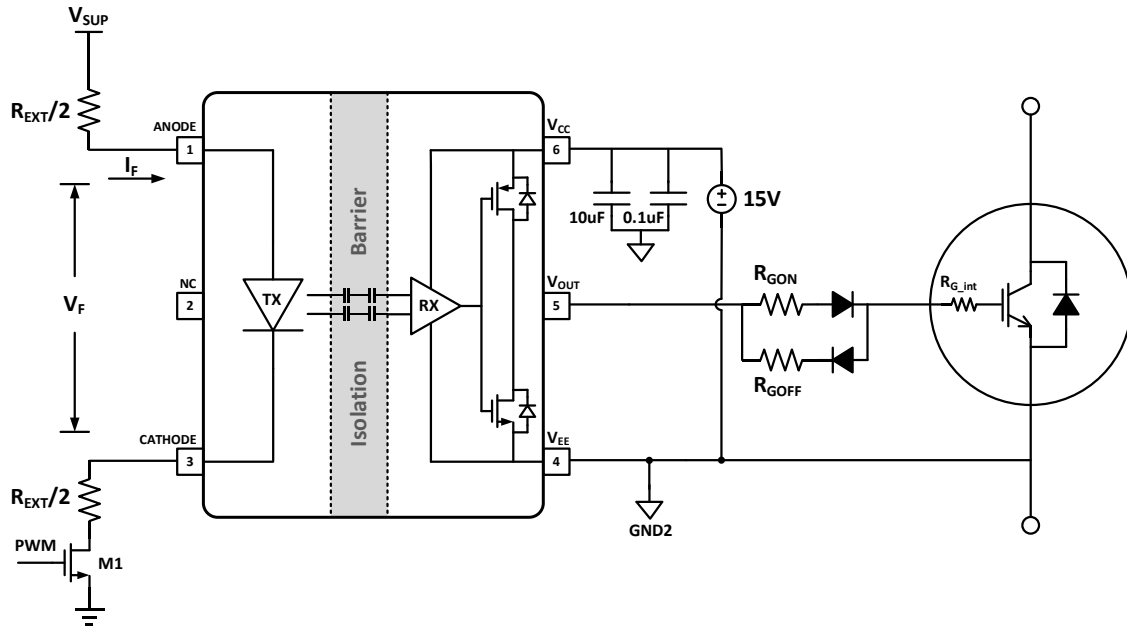 VSUP
REXT/2
ANODE
1
IF
VF
NC
2
CATHODE
3
REXT/2
PWM
M1
TX
Barrier
Isolation
RX
VCC
6
10uF
0.1uF
15V
VOUT
5
RGON
RGOFF
RG_int
VEE
4
GND2